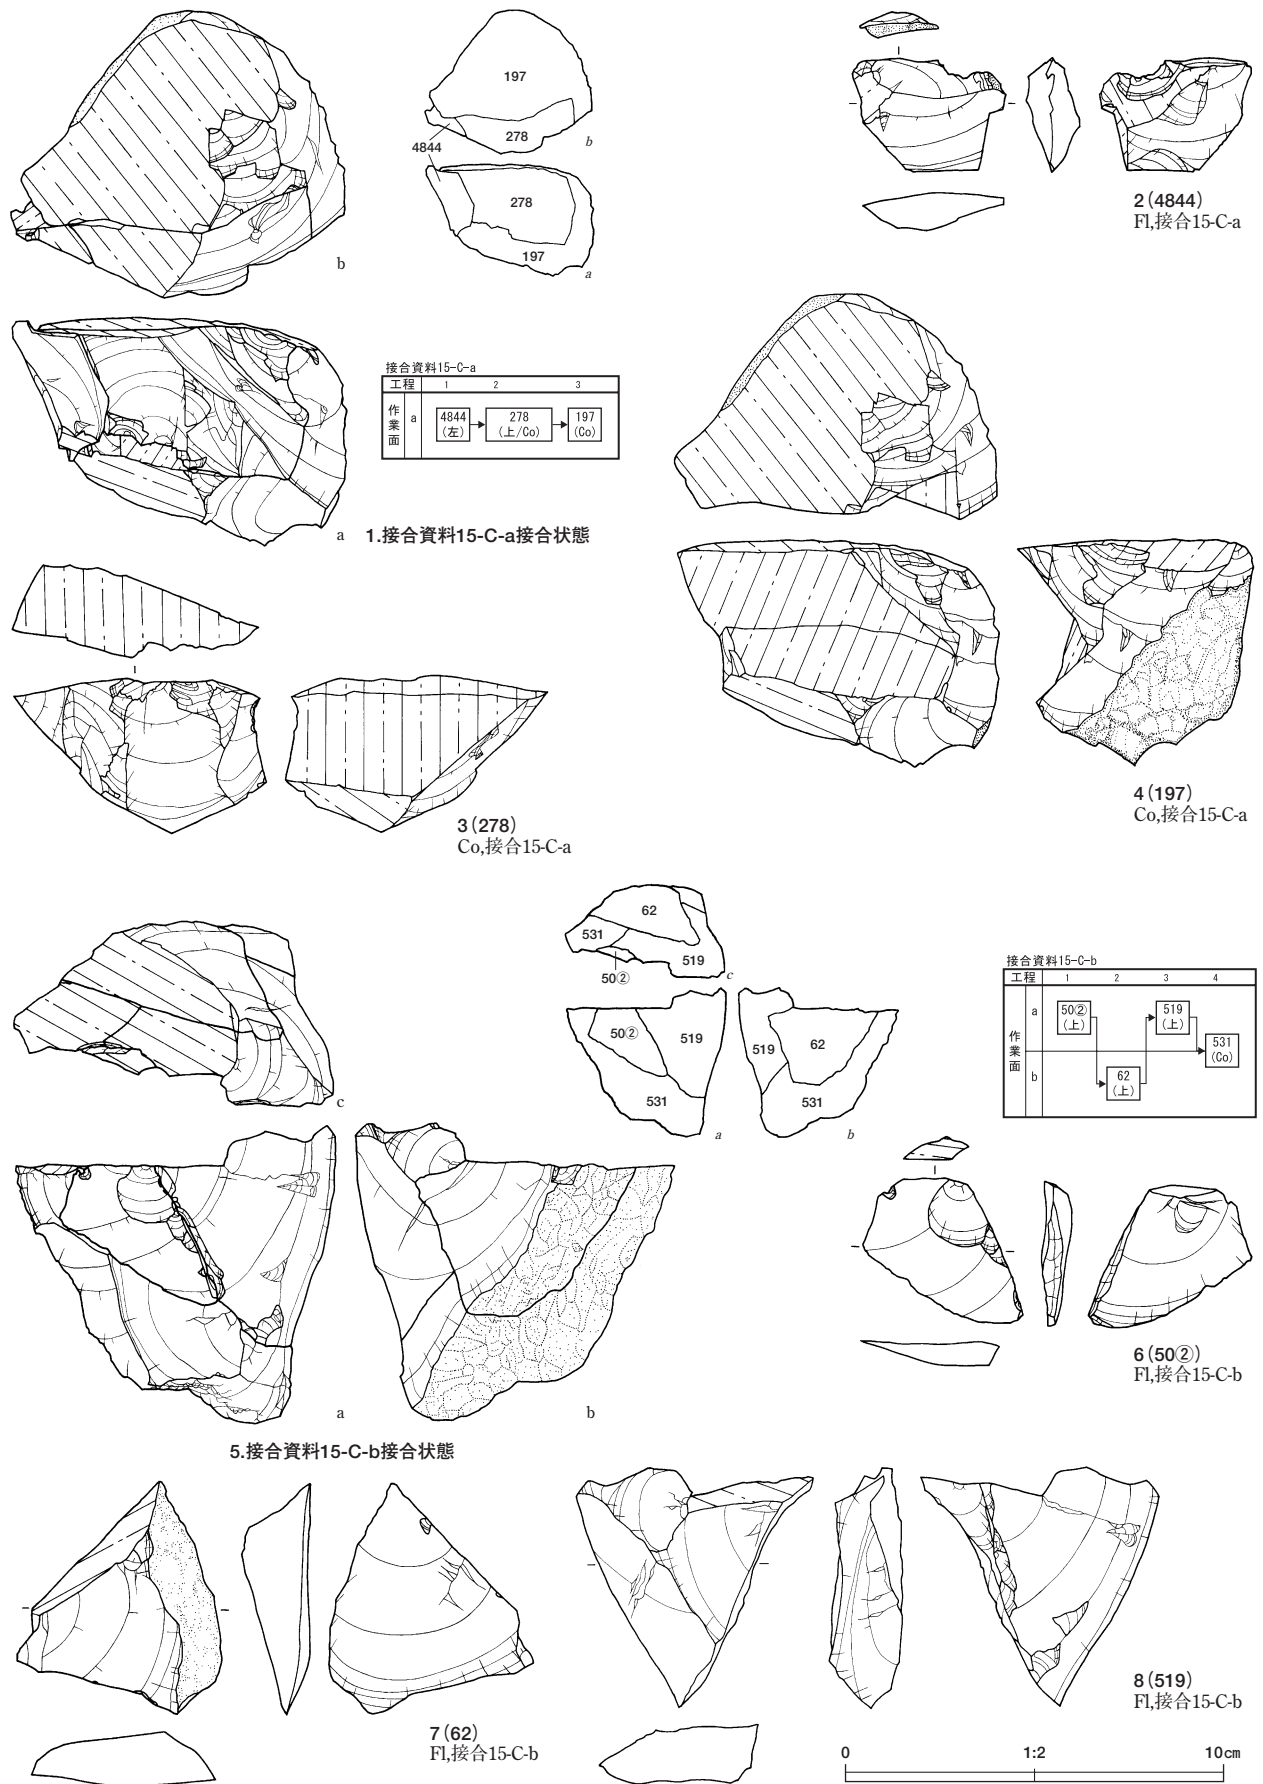 197
278
4844
b
278
197
a
b
2(4844)
Fl,接合15-C-a
接合資料15-C-a
工程 1 2 3
作業面 a
4844
(左)
278
(上/Co)
197
(Co)
a
1.接合資料15-C-a接合状態
3(278)
Co,接合15-C-a
4(197)
Co,接合15-C-a
62
531
519
50②
c
50②
519
531
a
519
62
531
b
接合資料15-C-b
工程 1 2 3 4
作業面 a b
50②
(上)
519
(上)
531
(Co)
62
(上)
c
a
b
5.接合資料15-C-b接合状態
6(50②)
Fl,接合15-C-b
7(62)
Fl,接合15-C-b
8(519)
Fl,接合15-C-b
0 1:2 10cm